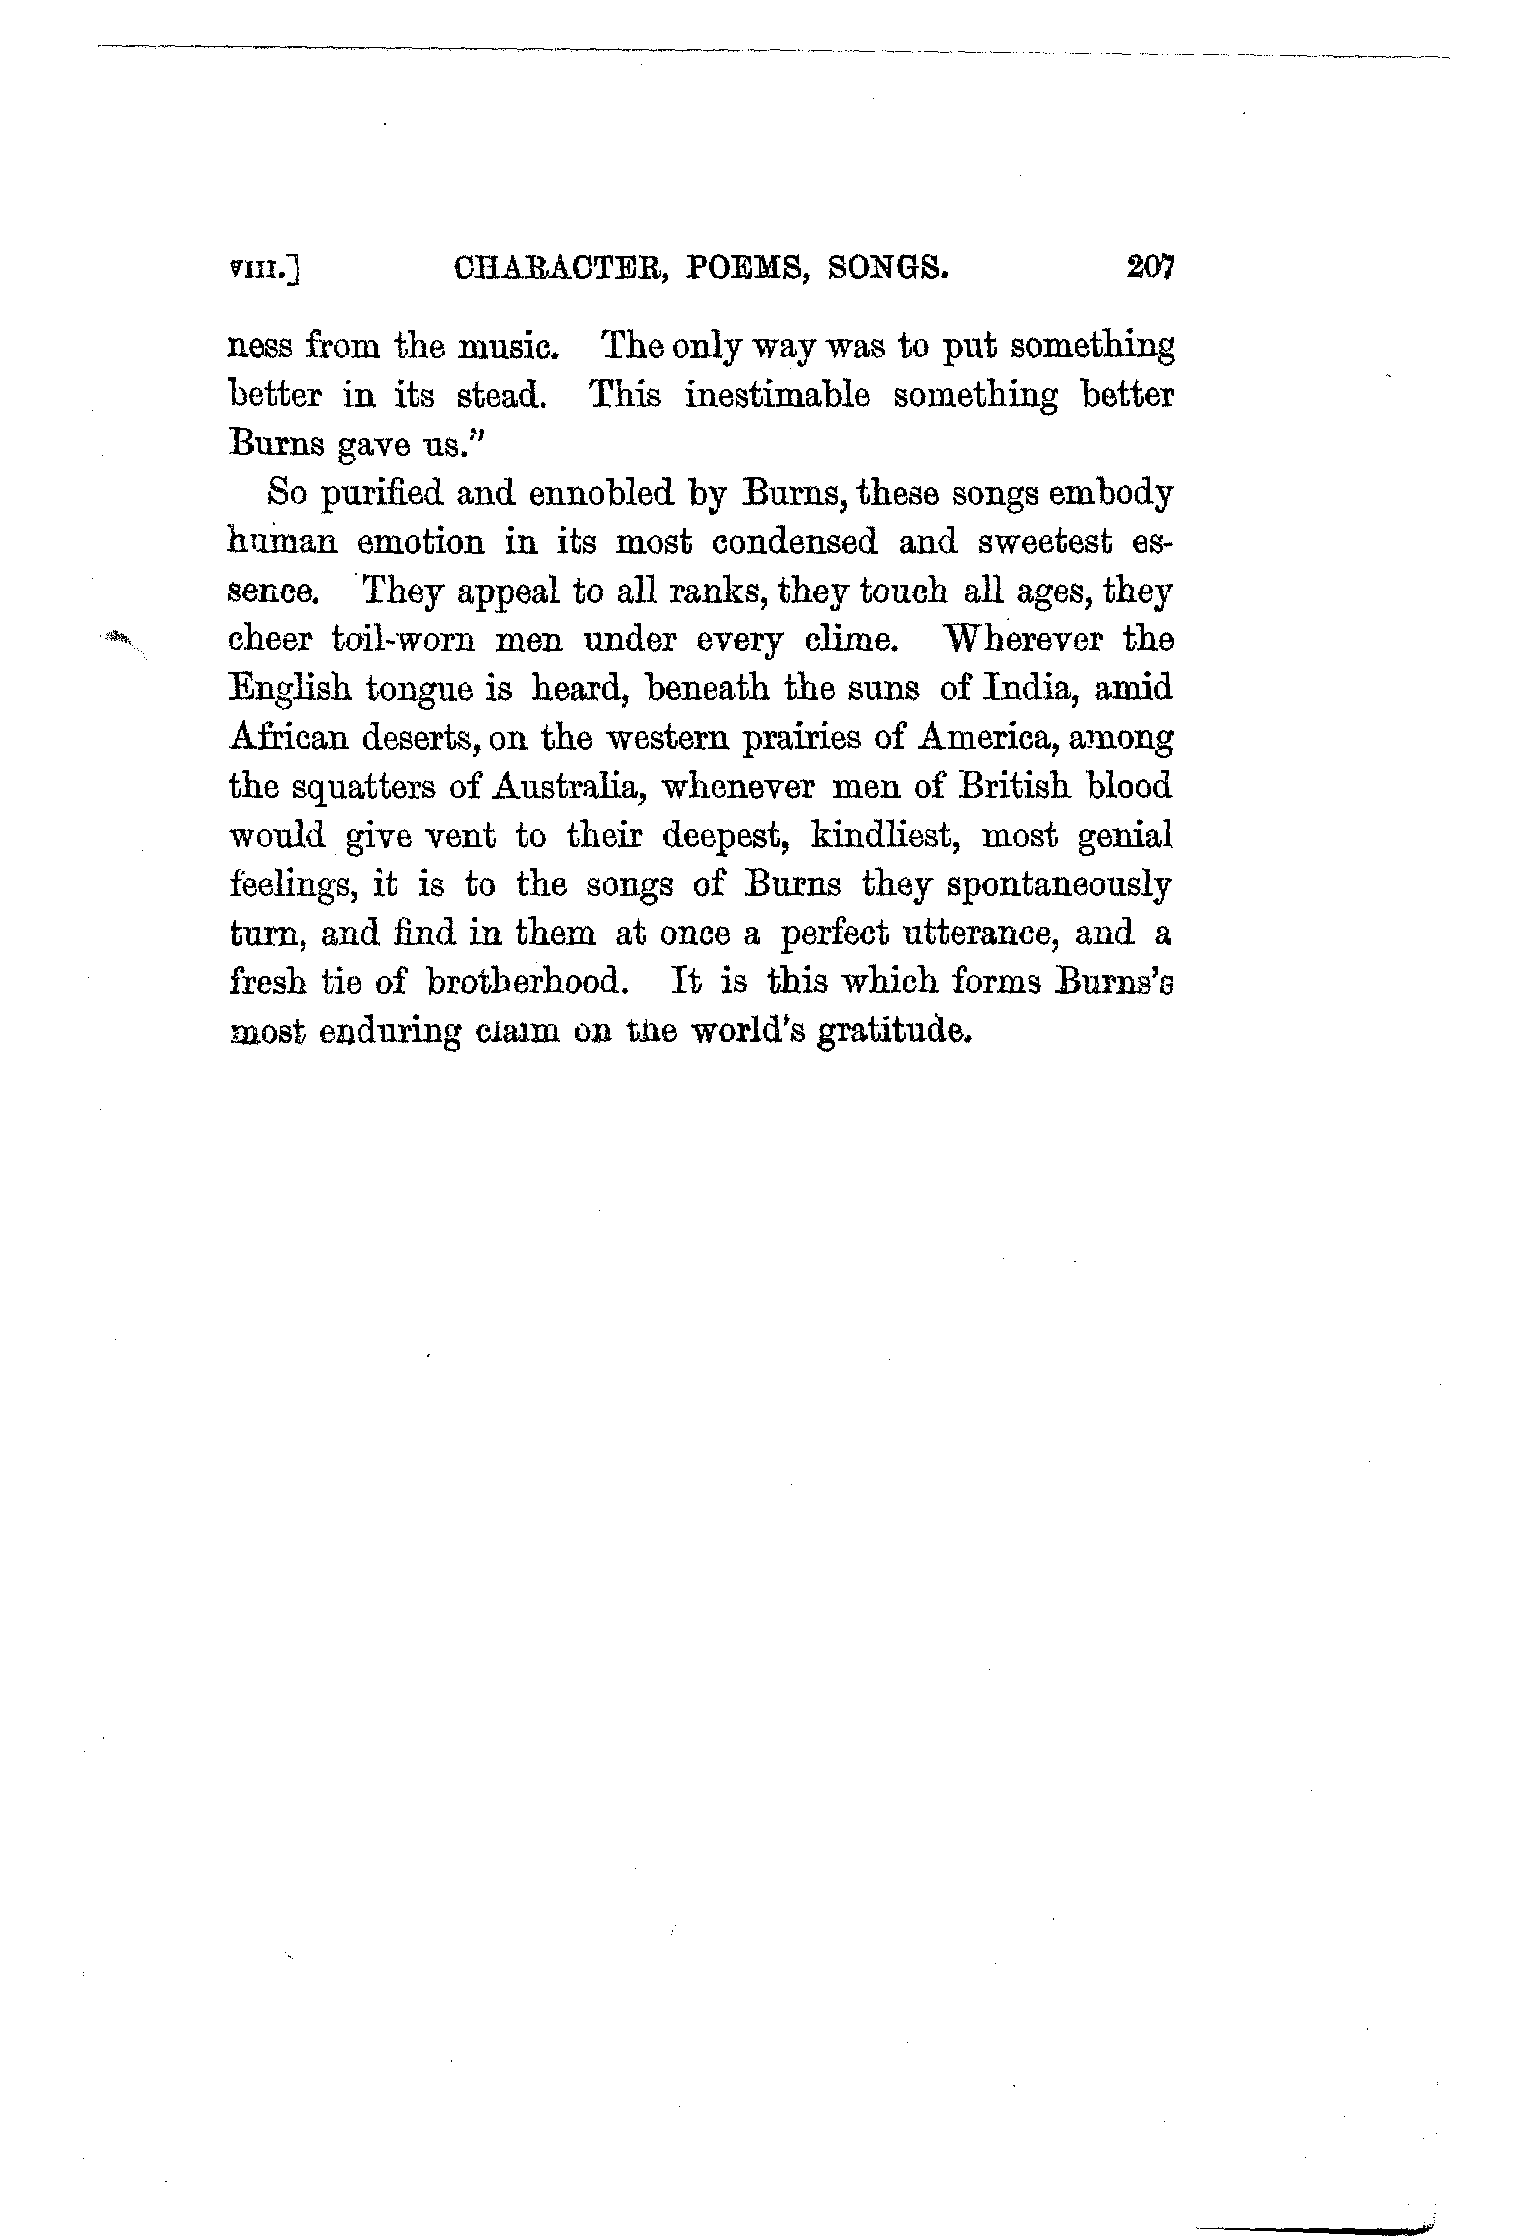 VIII.] CHARACTER, POEMS, SONGS. 207
ness from the music. The only way was to put something
better in its stead. This inestimable something better
Burns gave us."
So purified and ennobled by Burns, these songs embody
human emotion in its most condensed and sweetest es-
sence. They appeal to all ranks, they touch all ages, they
cheer toil-worn men under every clime. Wherever the
English tongue is heard, beneath the suns of India, amid
African deserts, on the western prairies of America, among
the squatters of Australia, whenever men of British blood
would give vent to their deepest, kindliest, most genial
feelings, it is to the songs of Burns they spontaneously
turn, and find in them at once a perfect utterance, and a
fresh tie of brotherhood. It is this which forms Burns's
most enduring claim on the world's gratitude.